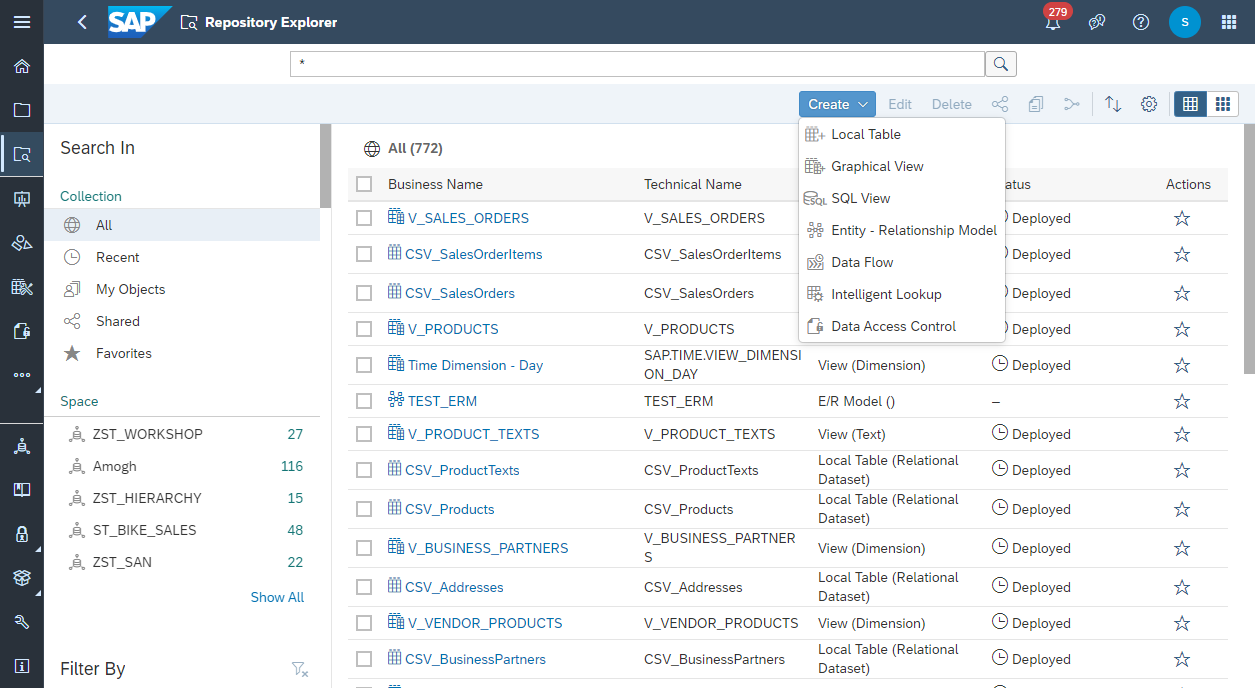 SAP Repository Explorer
279
S
*
Create Edit Delete
Local Table
Graphical View
SQL View
Entity - Relationship Model
Data Flow
Intelligent Lookup
Data Access Control
Search In
Collection
All
Recent
My Objects
Shared
Favorites
Space
ZST_WORKSHOP 27
Amogh 116
ZST_HIERARCHY 15
ST_BIKE_SALES 48
ZST_SAN 22
Show All
Filter By
All (772)
Business Name Technical Name atus Actions
V_SALES_ORDERS V_SALES_ORDERS Deployed
CSV_SalesOrderItems CSV_SalesOrderItems Deployed
CSV_SalesOrders CSV_SalesOrders Deployed
V_PRODUCTS V_PRODUCTS Deployed
Time Dimension - Day SAP.TIME.VIEW_DIMENSI View (Dimension) Deployed
ON_DAY
TEST_ERM TEST_ERM E/R Model () –
V_PRODUCT_TEXTS V_PRODUCT_TEXTS View (Text) Deployed
CSV_ProductTexts CSV_ProductTexts Local Table (Relational Deployed
Dataset)
CSV_Products CSV_Products Local Table (Relational Deployed
Dataset)
V_BUSINESS_PARTNERS V_BUSINESS_PARTNER View (Dimension) Deployed
S
CSV_Addresses CSV_Addresses Local Table (Relational Deployed
Dataset)
V_VENDOR_PRODUCTS V_VENDOR_PRODUCTS View (Dimension) Deployed
CSV_BusinessPartners CSV_BusinessPartners Local Table (Relational Deployed
Dataset)